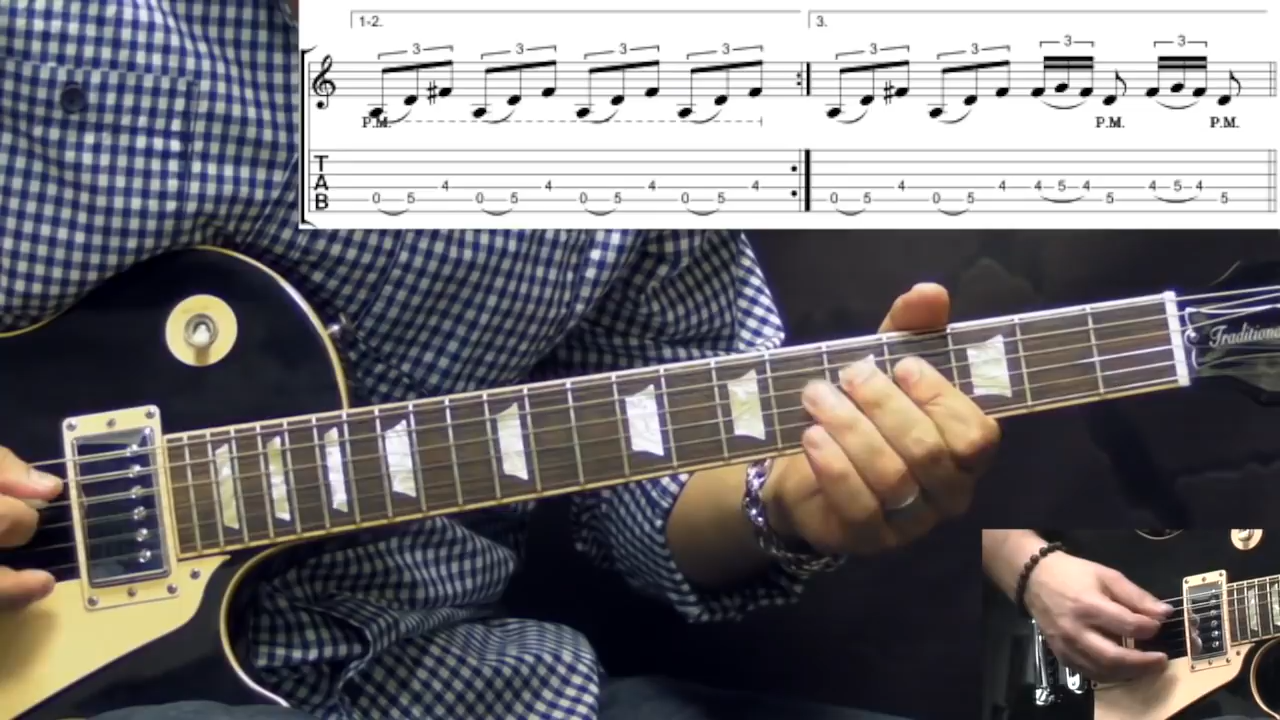 1-2. 3.
3 3 3 3 3 3 3 3
P.M. P.M. P.M.
T
A 4 4 4 4 4 4 4 5 4 4 5 4
B 0 5 0 5 0 5 0 5 0 5 0 5 5 5
Traditional